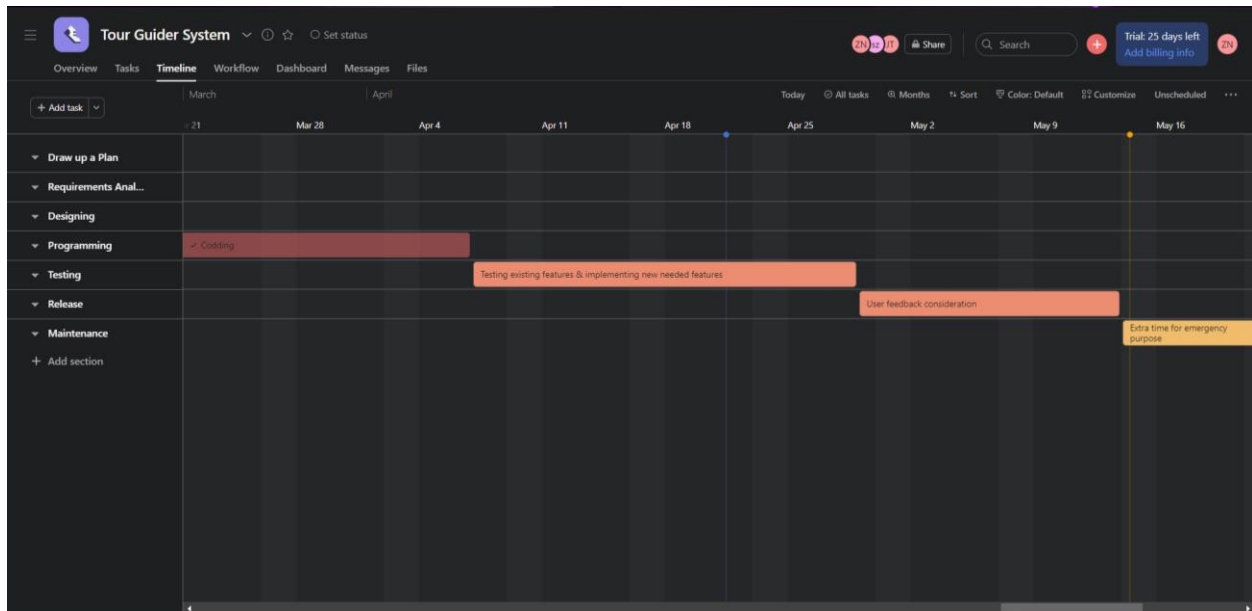 Tour Guider System
Set status
ZN sz JT
Share
Search
Trial: 25 days left
Add billing info
ZN
Overview Tasks Timeline Workflow Dashboard Messages Files
+ Add task
March April
Today All tasks Months Sort Color: Default Customize Unscheduled ...
21 Mar 28 Apr 4 Apr 11 Apr 18 Apr 25 May 2 May 9 May 16
Draw up a Plan
Requirements Anal...
Designing
Programming
✓ Codding
Testing
Testing existing features & implementing new needed features
Release
User feedback consideration
Maintenance
Extra time for emergency
purpose
+ Add section